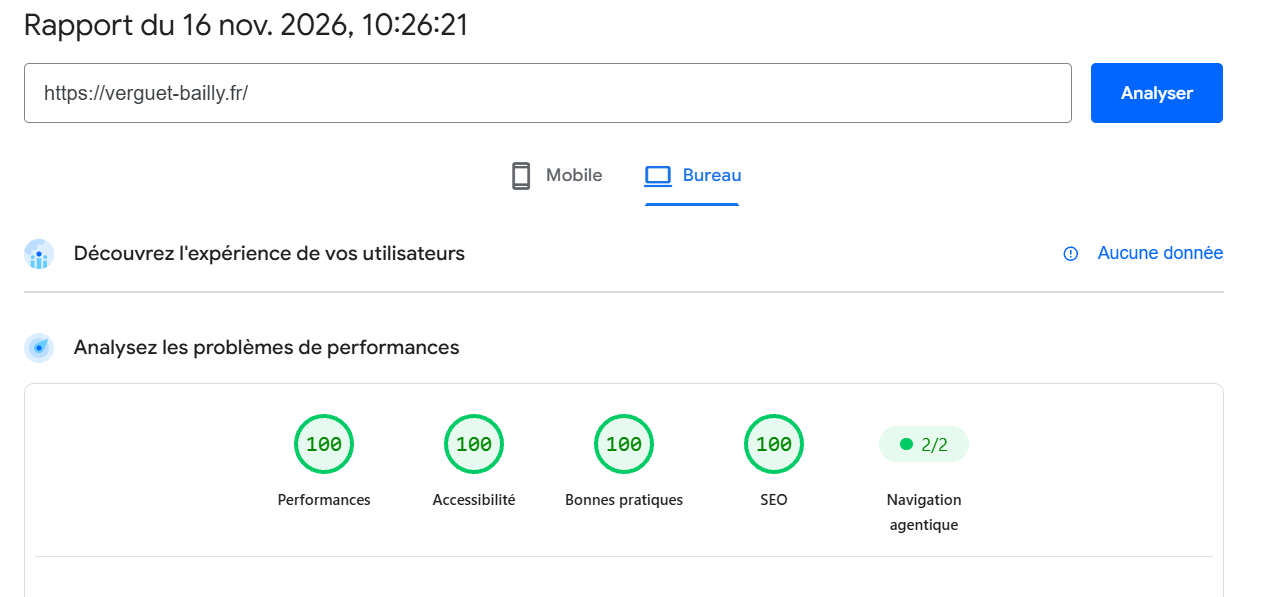 Rapport du 16 nov. 2026, 10:26:21
https://verguet-bailly.fr/
Analyser
Mobile
Bureau
Découvrez l'expérience de vos utilisateurs
Aucune donnée
Analysez les problèmes de performances
100
Performances
100
Accessibilité
100
Bonnes pratiques
100
SEO
2/2
Navigation
agentique